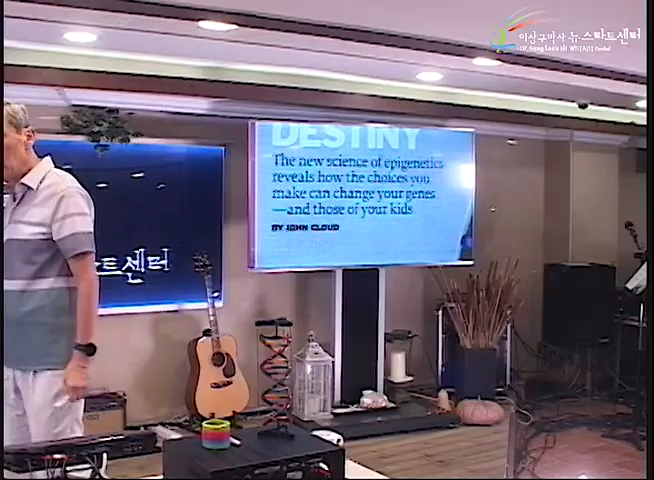 이상구박사 뉴스타트센터
DESTINY
The new science of epigenetics
reveals how the choices you
make can change your genes
—and those of your kids
BY JOHN CLOUD
트센터